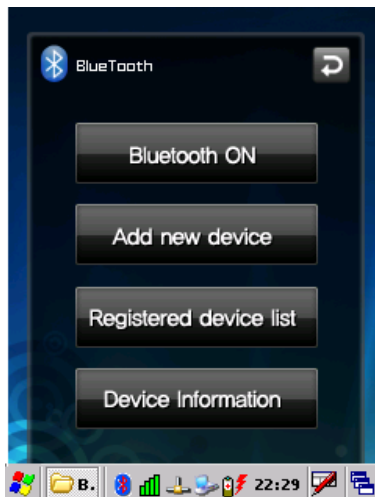 BlueTooth
Bluetooth ON
Add new device
Registered device list
Device Information
B. 22:29